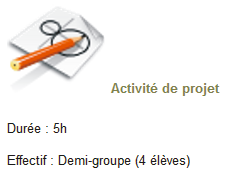 Activité de projet
Durée : 5h
Effectif : Demi-groupe (4 élèves)